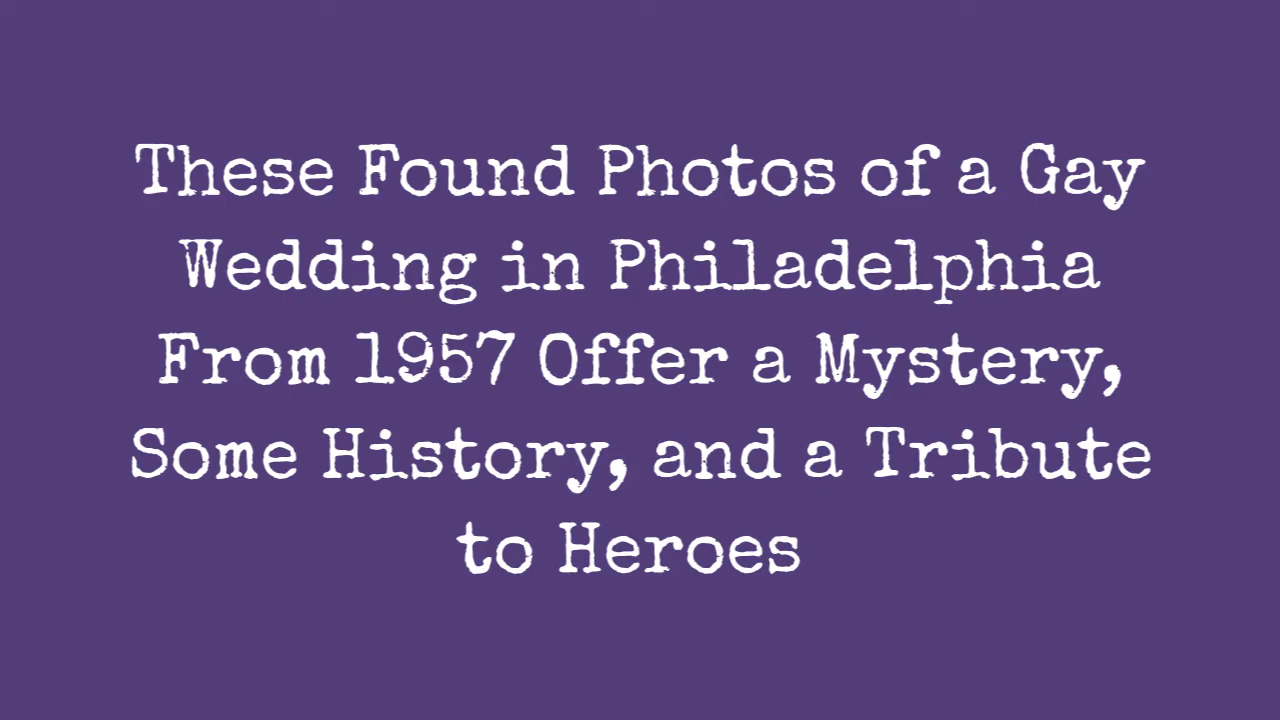 These Found Photos of a Gay
Wedding in Philadelphia
From 1957 Offer a Mystery,
Some History, and a Tribute
to Heroes